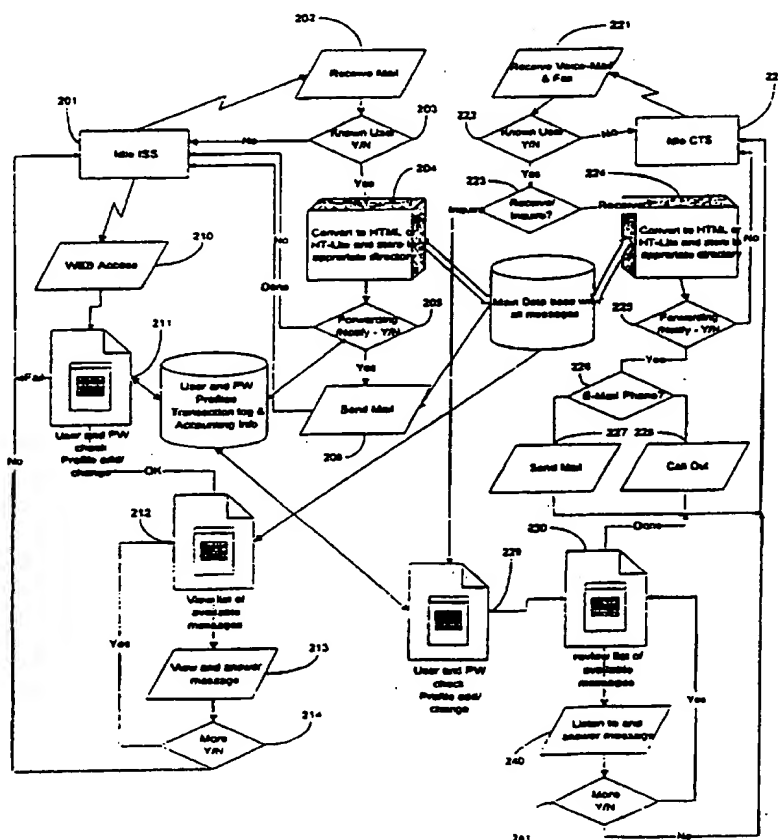 202
Receive Mail
201
203
Idle ISS
No
Known User
Y/N
Yes
204
Convert to HTML or
HT-Lite and store to
appropriate directory
No
Done
210
WEB Access
205
Forwarding
Notify - Y/N
Yes
211
Fail
User and PW
Profiles
Transaction log &
Accounting Info
Send Mail
206
User and PW
check
Profile add/
change
OK
No
212
View list of
available
messages
Yes
View and answer
message
213
More
Y/N
214
221
Receive Voice-Mail
& Fax
222
Known User
Y/N
No
Idle CTS
Yes
223
Receive/
Inquire?
Inquire
Receive
224
Convert to HTML or
HT-Lite and store to
appropriate directory
No
Main Data base w/
all messages
225
Forwarding
Notify - Y/N
Yes
226
E-Mail Phone?
227
228
Send Mail
Call Out
Done
229
230
User and PW
check
Profile add/
change
review list of
available
messages
Yes
240
Listen to and
answer message
More
Y/N
241
No